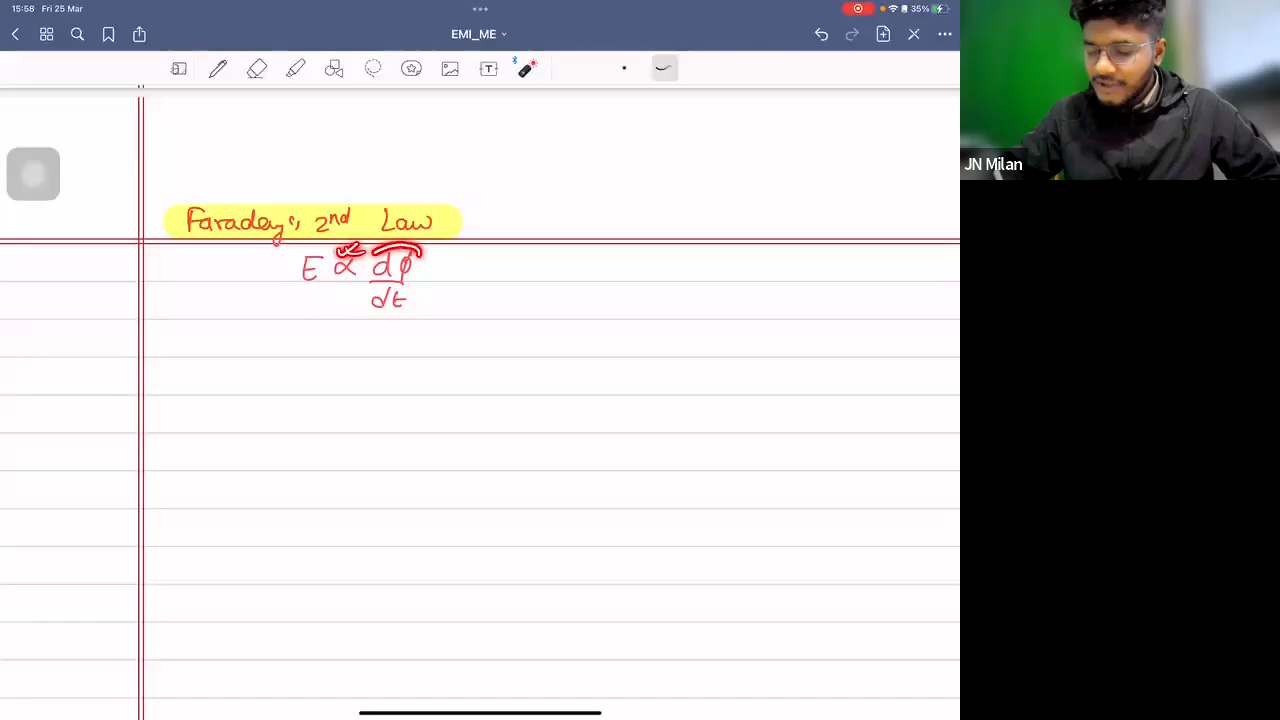 15:58 Fri 25 Mar
35%
EMI_ME
T
JN Milan
Faraday's 2nd Law
E ∝ dφ
dt